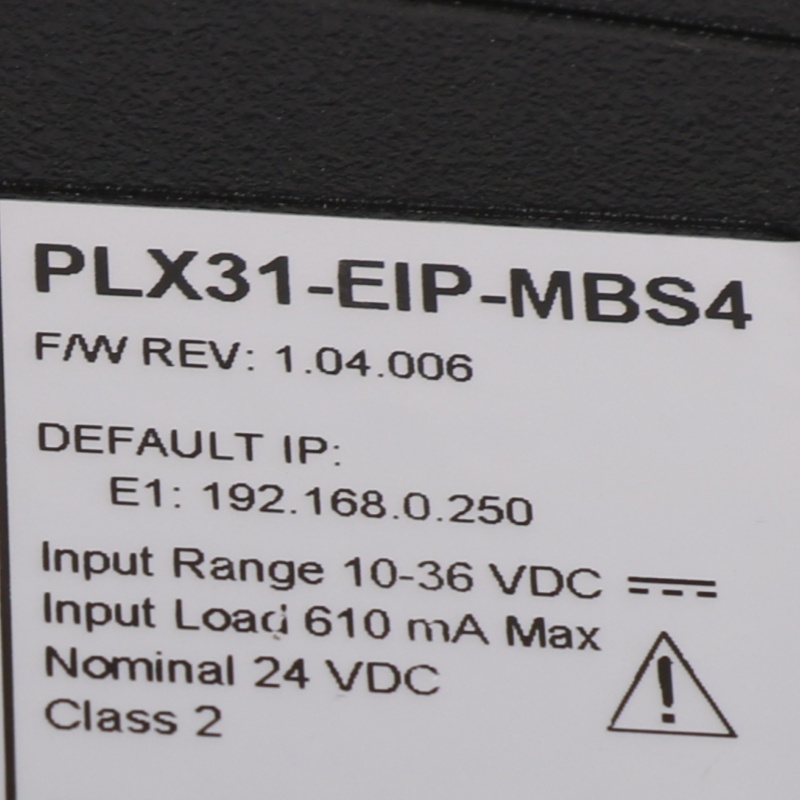 PLX31-EIP-MBS4
F/W REV: 1.04.006
DEFAULT IP:
E1: 192.168.0.250
Input Range 10-36 VDC
Input Load 610 mA Max
Nominal 24 VDC
Class 2